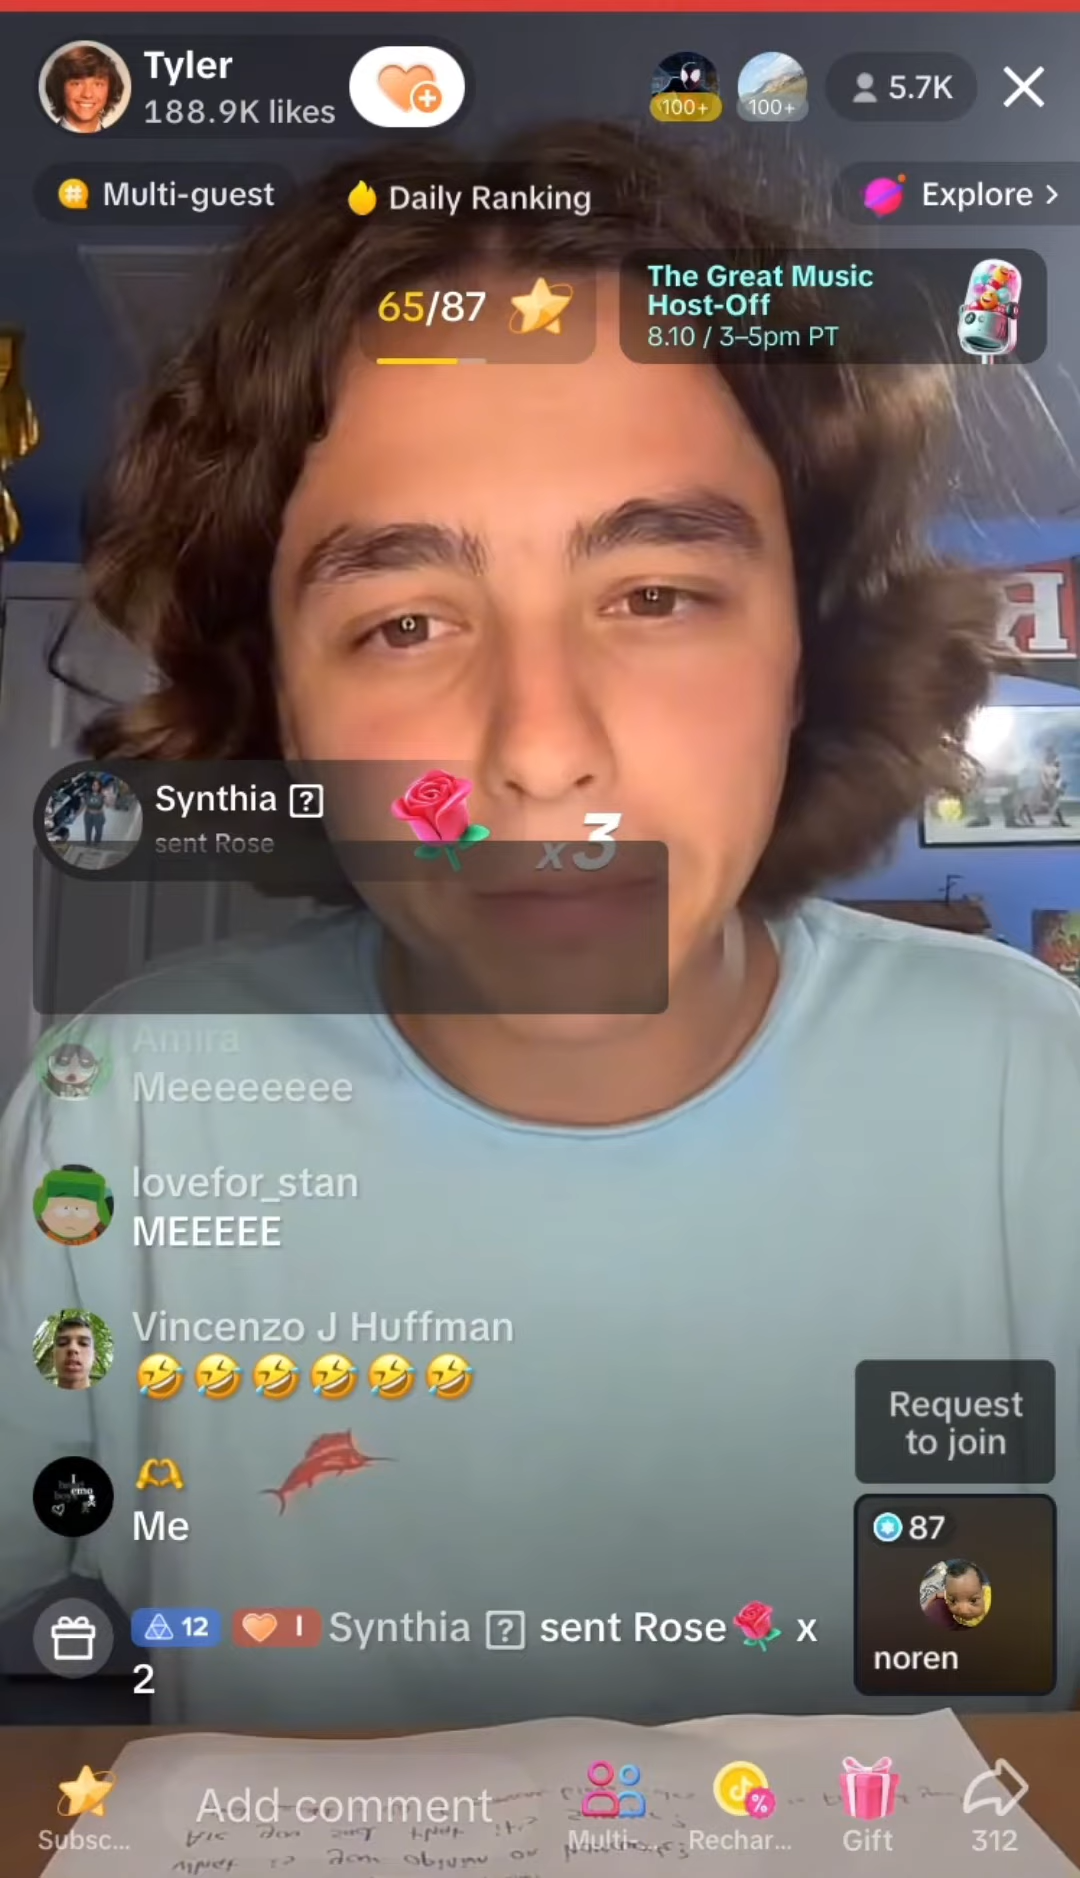 Tyler
188.9K likes
100+
100+
5.7K
Multi-guest
Daily Ranking
Explore >
65/87
The Great Music
Host-Off
8.10 / 3–5pm PT
Synthia ?
sent Rose
x3
Amira
Meeeeeeee
lovefor_stan
MEEEEE
Vincenzo J Huffman
Me
Request
to join
87
noren
12 I Synthia ? sent Rose x
2
Add comment
Subsc...
Multi-...
Rechar...
Gift
312